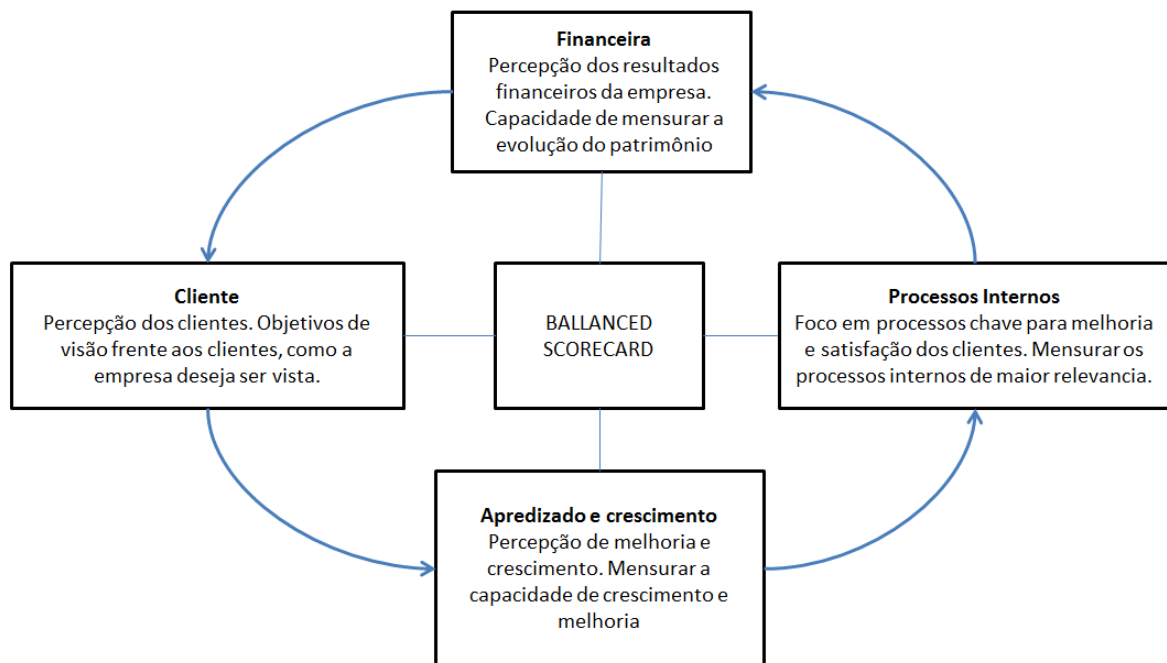 Financeira
Percepção dos resultados
financeiros da empresa.
Capacidade de mensurar a
evolução do patrimônio
Cliente
Percepção dos clientes. Objetivos de
visão frente aos clientes, como a
empresa deseja ser vista.
BALLANCED
SCORECARD
Processos Internos
Foco em processos chave para melhoria
e satisfação dos clientes. Mensurar os
processos internos de maior relevancia.
Apredizado e crescimento
Percepção de melhoria e
crescimento. Mensurar a
capacidade de crescimento e
melhoria